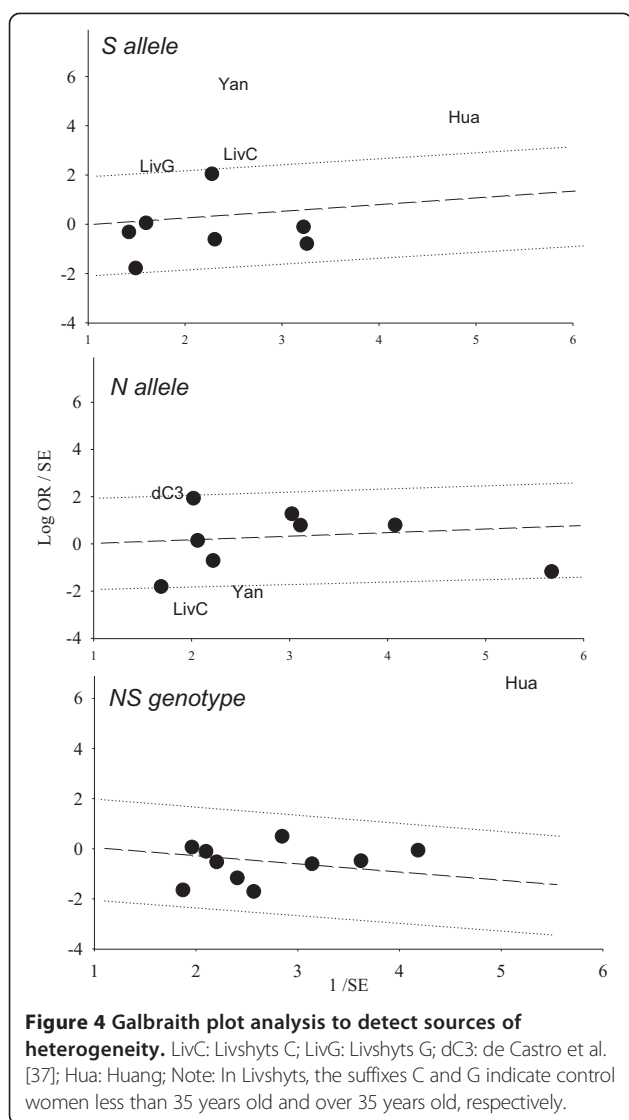 S allele
6
4
2
0
-2
-4
Yan
Hua
LivG
LivC
1 2 3 4 5 6
N allele
Log OR / SE
6
4
2
0
-2
-4
dC3
LivC
Yan
1 2 3 4 5 6
NS genotype
Hua
6
4
2
0
-2
-4
1 2 3 4 5 6
1 /SE
Figure 4 Galbraith plot analysis to detect sources of
heterogeneity. LivC: Livshyts C; LivG: Livshyts G; dC3: de Castro et al.
[37]; Hua: Huang; Note: In Livshyts, the suffixes C and G indicate control
women less than 35 years old and over 35 years old, respectively.